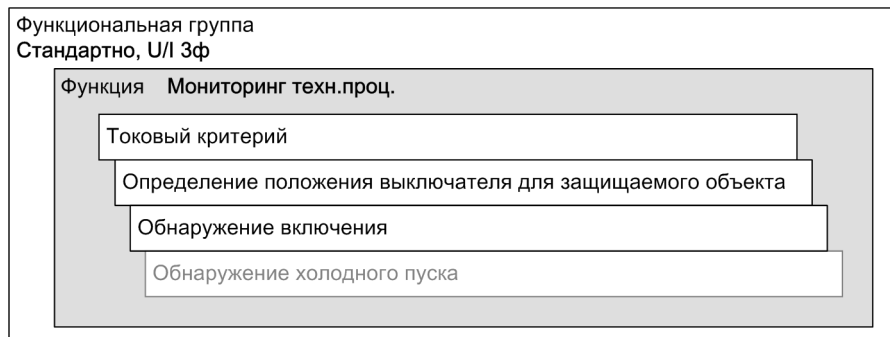 Функциональная группа
Стандартно, U/I 3ф
Функция Мониторинг техн.проц.
Токовый критерий
Определение положения выключателя для защищаемого объекта
Обнаружение включения
Обнаружение холодного пуска